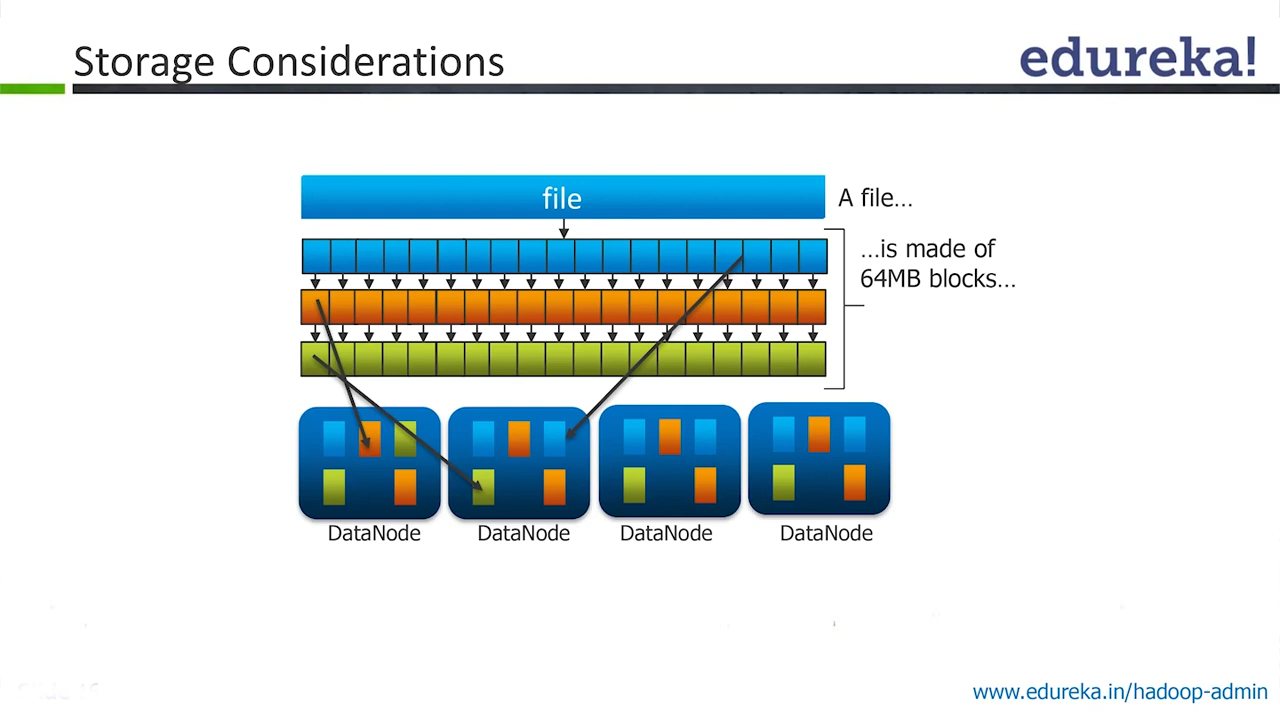 Storage Considerations
edureka!
file
A file…
…is made of
64MB blocks…
DataNode
DataNode
DataNode
DataNode
www.edureka.in/hadoop-admin